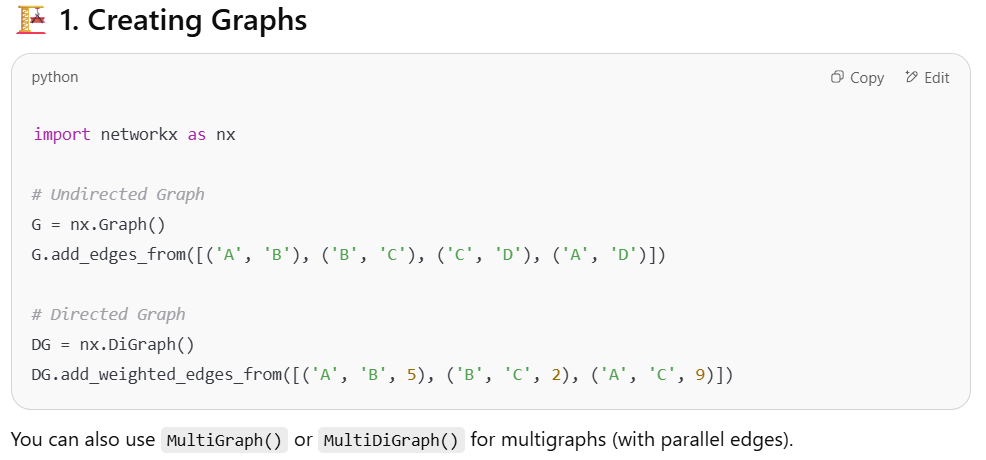 🏗️ 1. Creating Graphs
python
Copy
Edit
import networkx as nx
# Undirected Graph
G = nx.Graph()
G.add_edges_from([('A', 'B'), ('B', 'C'), ('C', 'D'), ('A', 'D')])
# Directed Graph
DG = nx.DiGraph()
DG.add_weighted_edges_from([('A', 'B', 5), ('B', 'C', 2), ('A', 'C', 9)])
You can also use MultiGraph() or MultiDiGraph() for multigraphs (with parallel edges).